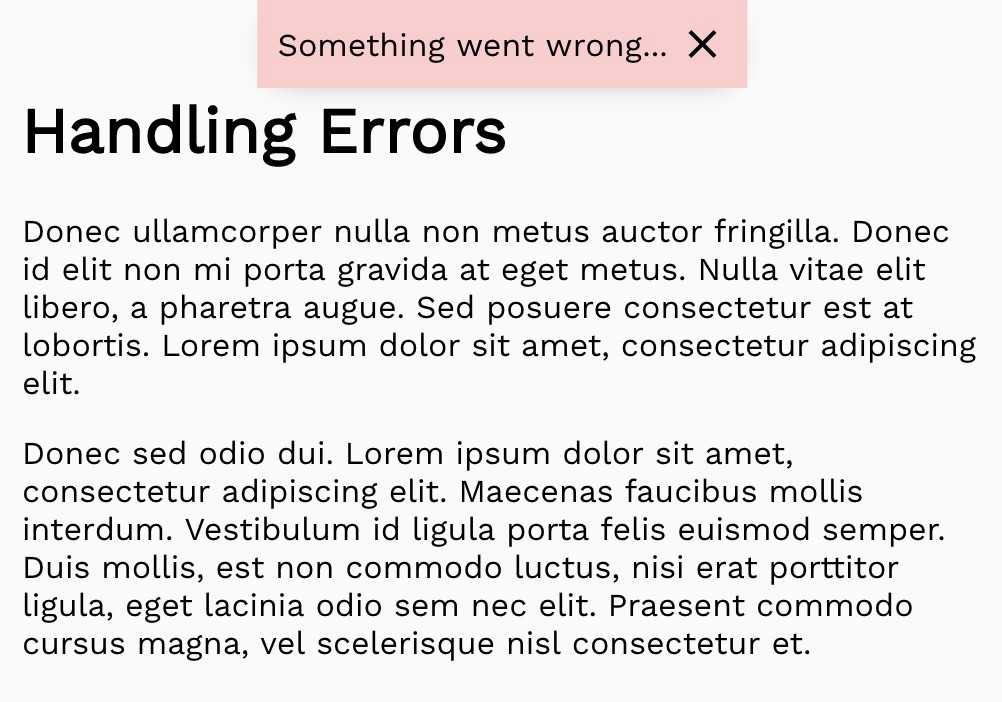 Something went wrong...
Handling Errors
Donec ullamcorper nulla non metus auctor fringilla. Donec
id elit non mi porta gravida at eget metus. Nulla vitae elit
libero, a pharetra augue. Sed posuere consectetur est at
lobortis. Lorem ipsum dolor sit amet, consectetur adipiscing
elit.
Donec sed odio dui. Lorem ipsum dolor sit amet,
consectetur adipiscing elit. Maecenas faucibus mollis
interdum. Vestibulum id ligula porta felis euismod semper.
Duis mollis, est non commodo luctus, nisi erat porttitor
ligula, eget lacinia odio sem nec elit. Praesent commodo
cursus magna, vel scelerisque nisl consectetur et.